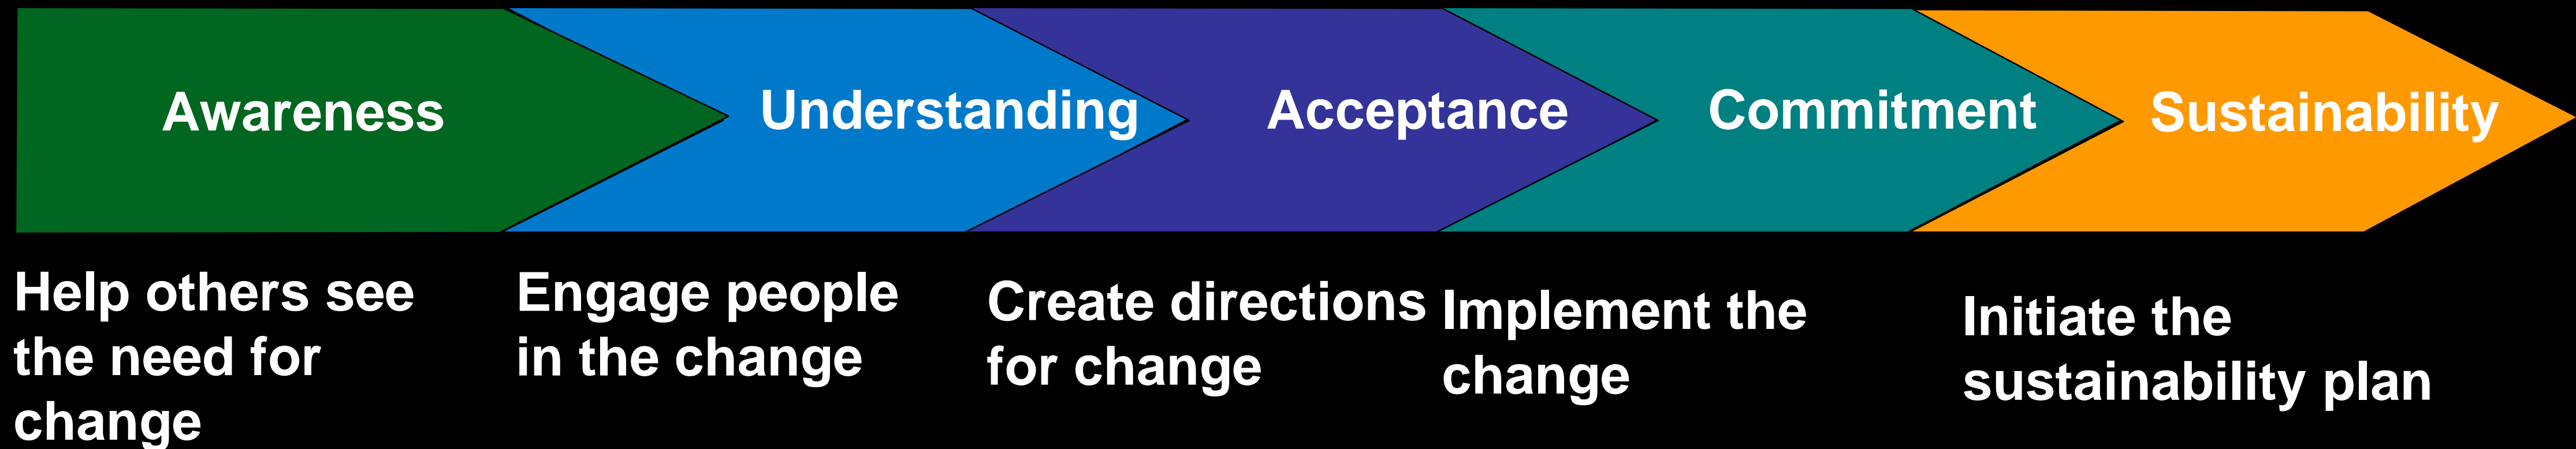 Awareness
Understanding
Acceptance
Commitment
Sustainability
Help others see
the need for
change
Engage people
in the change
Create directions
for change
Implement the
change
Initiate the
sustainability plan